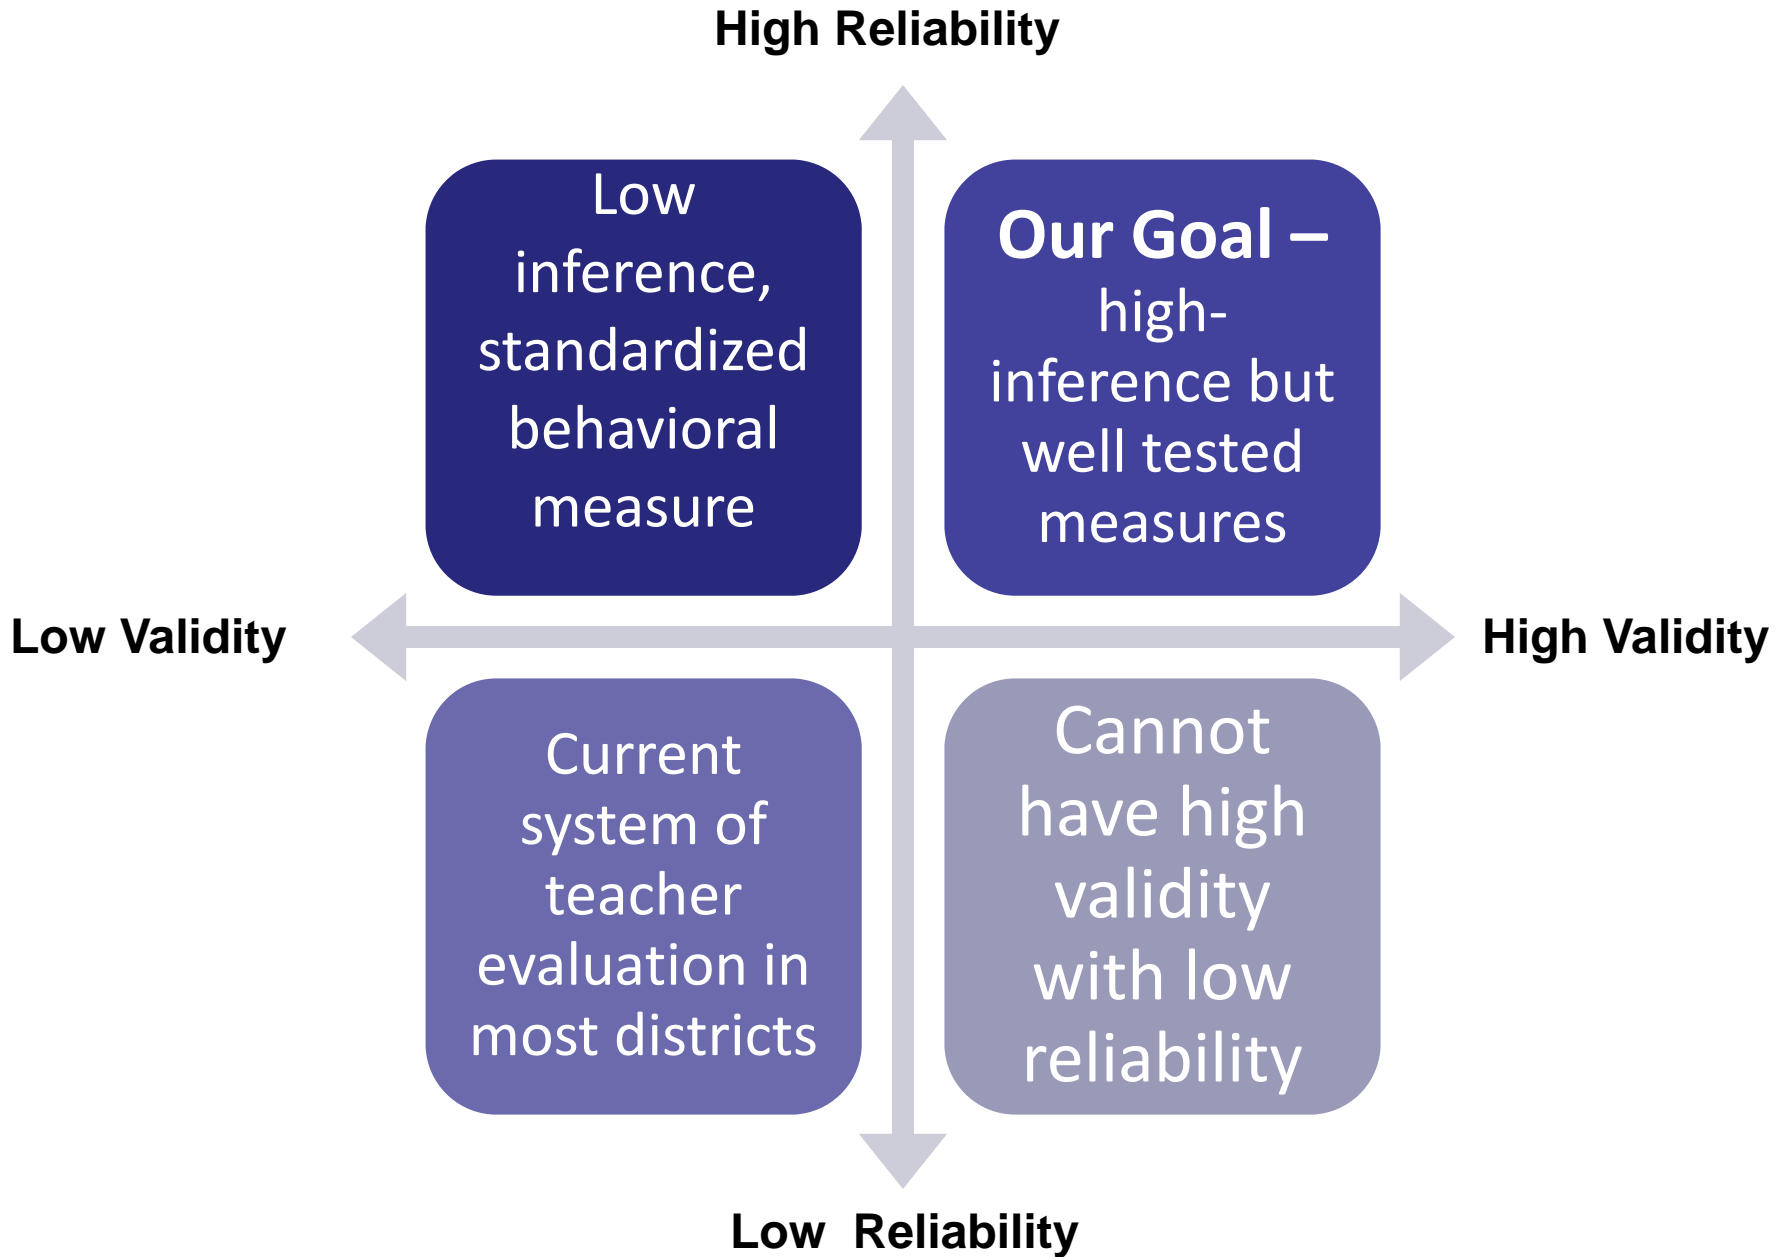 High Reliability
Low
inference,
standardized
behavioral
measure
Our Goal –
high-
inference but
well tested
measures
Low Validity
High Validity
Current
system of
teacher
evaluation in
most districts
Cannot
have high
validity
with low
reliability
Low  Reliability